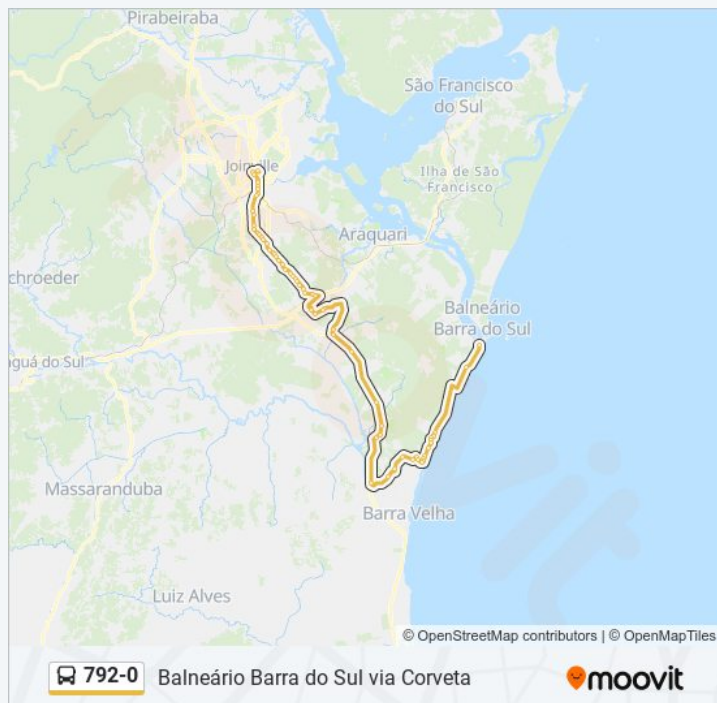 Pirabeiraba
São Francisco
do Sul
Joinville
Ilha de São
Francisco
Araquari
chroeder
Balneário
Barra do Sul
aguá do Sul
Massaranduba
Barra Velha
Luiz Alves
© OpenStreetMap contributors | © OpenMapTiles
792-0 Balneário Barra do Sul via Corveta moovit